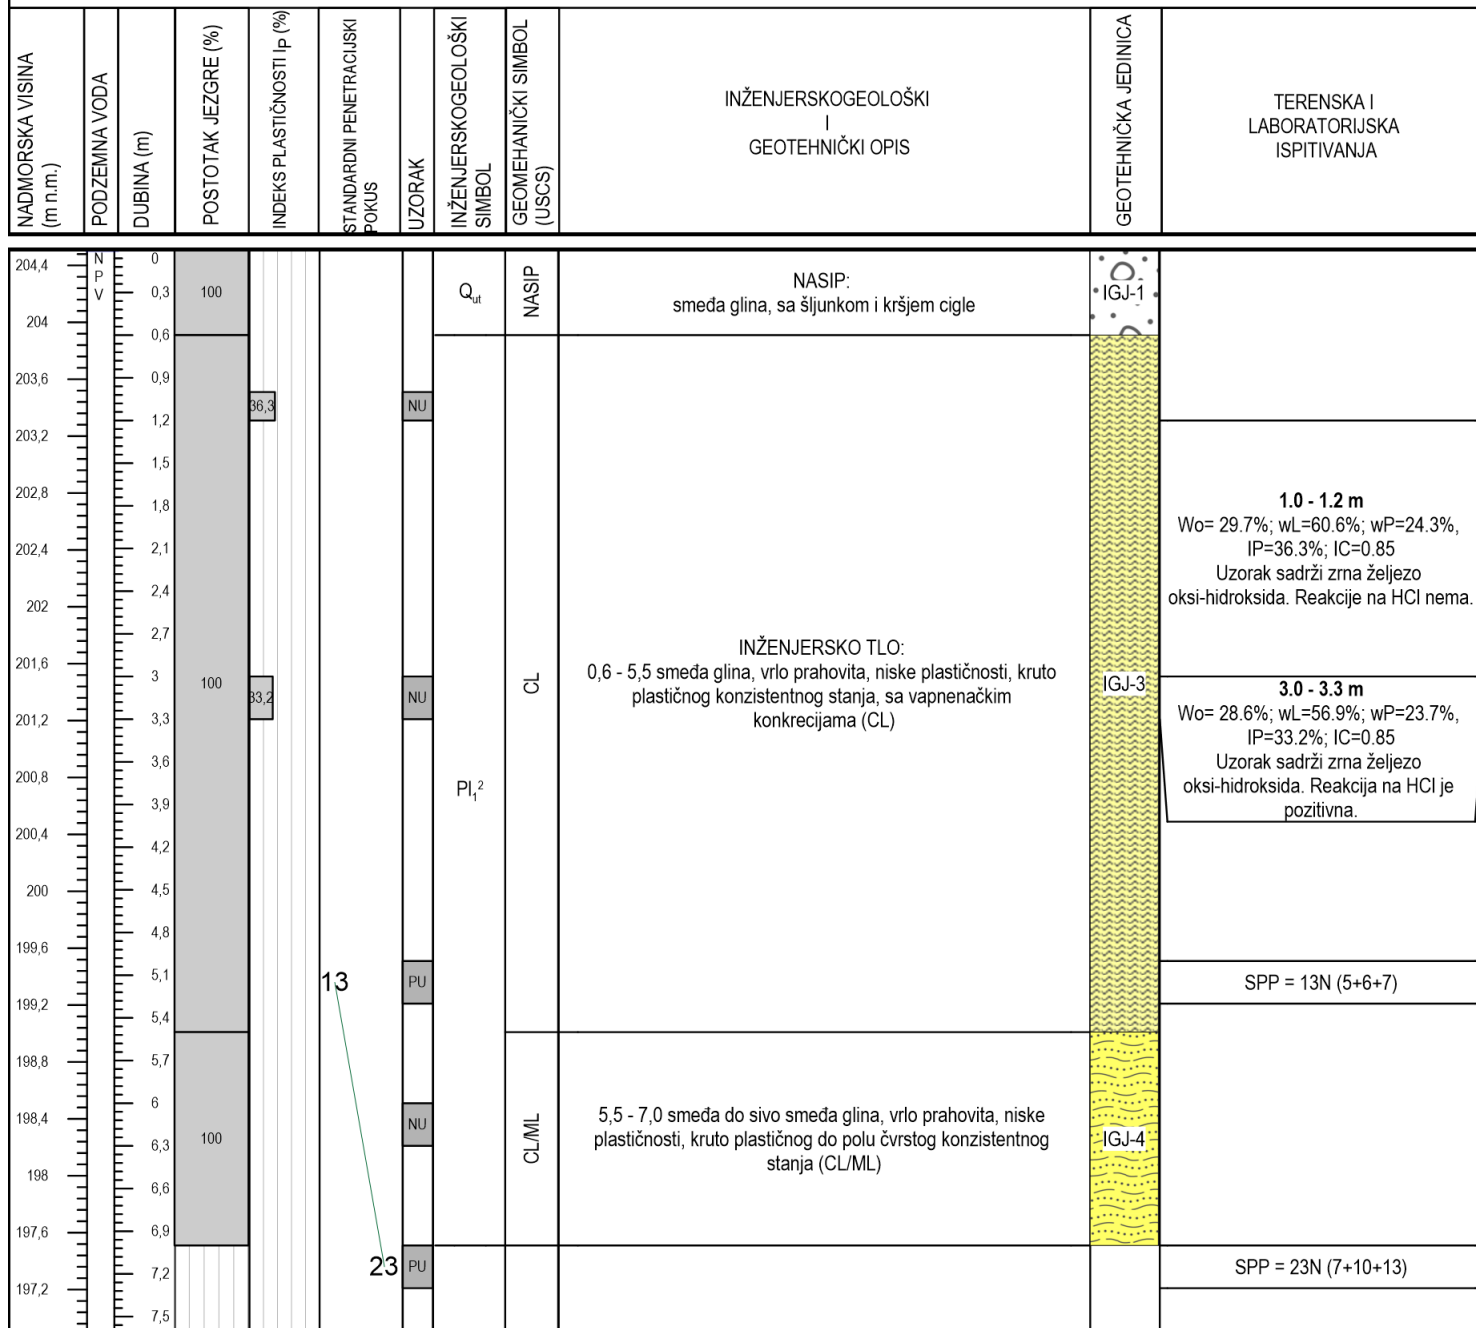 NADMORSKA VISINA
(m n.m.)
PODZEMNA VODA
DUBINA (m)
POSTOTAK JEZGRE (%)
INDEKS PLASTIČNOSTI Ip (%)
STANDARDNI PENETRACIJSKI
POKUS
UZORAK
INŽENJERSKOGEOLOŠKI
SIMBOL
GEOMEHANIČKI SIMBOL
(USCS)
INŽENJERSKOGEOLOŠKI
I
GEOTEHNIČKI OPIS
GEOTEHNIČKA JEDINICA
TERENSKA I
LABORATORIJSKA
ISPITIVANJA
204,4
204
203,6
203,2
202,8
202,4
202
201,6
201,2
200,8
200,4
200
199,6
199,2
198,8
198,4
198
197,6
197,2
N
P
V
0
0,3
0,6
0,9
1,2
1,5
1,8
2,1
2,4
2,7
3
3,3
3,6
3,9
4,2
4,5
4,8
5,1
5,4
5,7
6
6,3
6,6
6,9
7,2
7,5
100
100
100
36,3
33,2
13
23
NU
NU
PU
NU
PU
Qut
Pl₁²
NASIP
CL
CL/ML
NASIP:
smeđa glina, sa šljunkom i kršjem cigle
INŽENJERSKO TLO:
0,6 - 5,5 smeđa glina, vrlo prahovita, niske plastičnosti, kruto
plastičnog konzistentnog stanja, sa vapnenačkim
konkrecijama (CL)
5,5 - 7,0 smeđa do sivo smeđa glina, vrlo prahovita, niske
plastičnosti, kruto plastičnog do polu čvrstog konzistentnog
stanja (CL/ML)
IGJ-1
IGJ-3
IGJ-4
1.0 - 1.2 m
Wo= 29.7%; wL=60.6%; wP=24.3%,
IP=36.3%; IC=0.85
Uzorak sadrži zrna željezo
oksi-hidroksida. Reakcije na HCl nema.
3.0 - 3.3 m
Wo= 28.6%; wL=56.9%; wP=23.7%,
IP=33.2%; IC=0.85
Uzorak sadrži zrna željezo
oksi-hidroksida. Reakcija na HCl je
pozitivna.
SPP = 13N (5+6+7)
SPP = 23N (7+10+13)